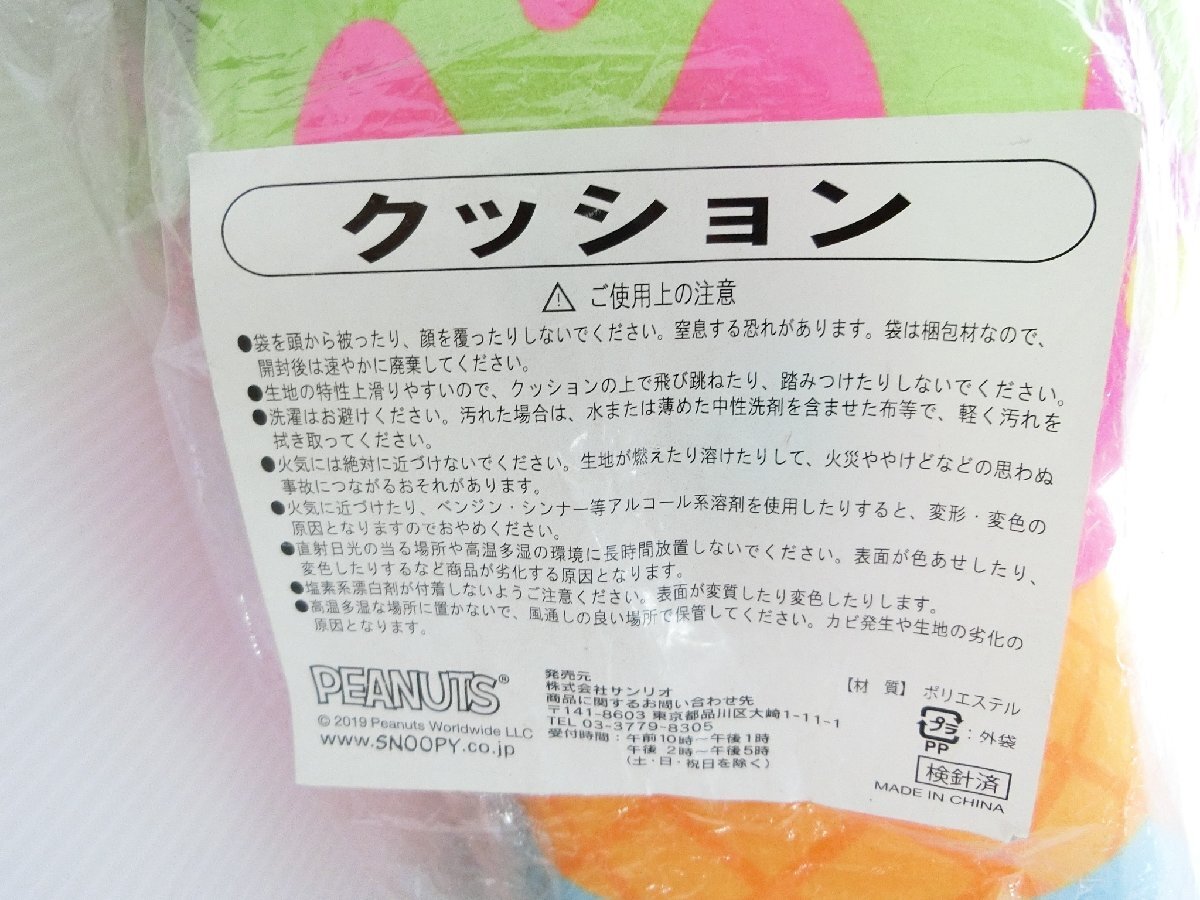 クッション
⚠ ご使用上の注意
●袋を頭から被ったり、顔を覆ったりしないでください。窒息する恐れがあります。袋は梱包材なので、
開封後は速やかに廃棄してください。
●生地の特性上滑りやすいので、クッションの上で飛び跳ねたり、踏みつけたりしないでください。
●洗濯はお避けください。汚れた場合は、水または薄めた中性洗剤を含ませた布等で、軽く汚れを
拭き取ってください。
●火気には絶対に近づけないでください。生地が燃えたり溶けたりして、火災ややけどなどの思わぬ
事故につながるおそれがあります。
●火気に近づけたり、ベンジン・シンナー等アルコール系溶剤を使用したりすると、変形・変色の
原因となりますのでおやめください。
●直射日光の当る場所や高温多湿の環境に長時間放置しないでください。表面が色あせしたり、
変色したりするなど商品が劣化する原因となります。
●塩素系漂白剤が付着しないようご注意ください。表面が変質したり変色したりします。
●高温多湿な場所に置かないで、風通しの良い場所で保管してください。カビ発生や生地の劣化の
原因となります。
PEANUTS®
© 2019 Peanuts Worldwide LLC
www.SNOOPY.co.jp
発売元
株式会社サンリオ
商品に関するお問い合わせ先
〒141-8603 東京都品川区大崎1-11-1
TEL 03-3779-8305
受付時間:午前10時〜午後1時
午後 2時〜午後5時
(土・日・祝日を除く)
【材 質】 ポリエステル
プラ :外袋
PP
検針済
MADE IN CHINA